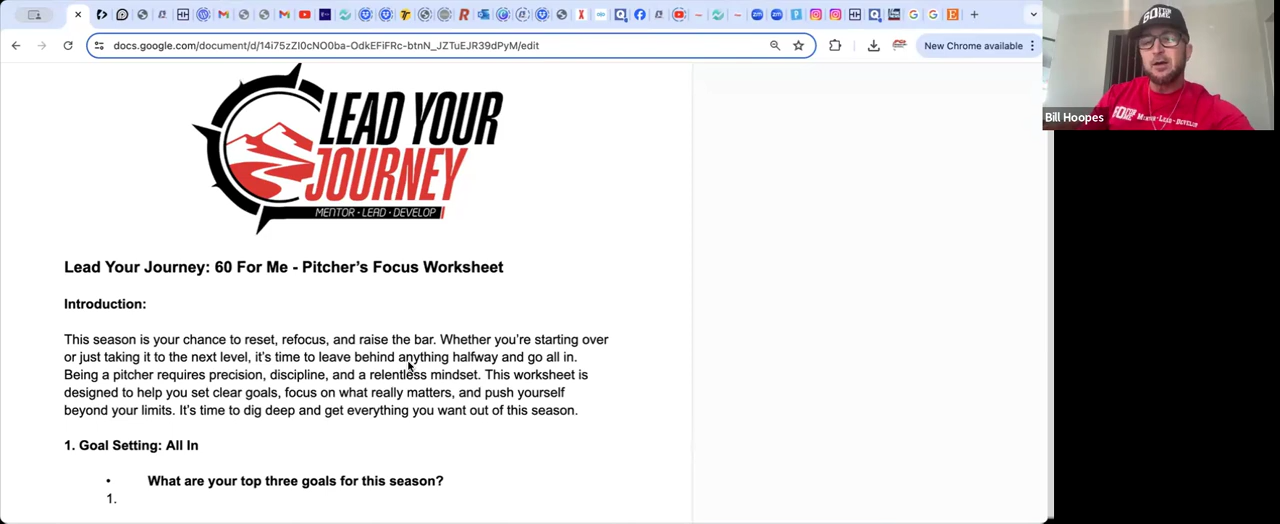 docs.google.com/document/d/14i75zZI0cNO0ba-OdkEFiFRc-btnN_JZTuEJR39dPyM/edit
New Chrome available
LEAD YOUR
JOURNEY
MENTOR · LEAD · DEVELOP
Lead Your Journey: 60 For Me - Pitcher’s Focus Worksheet
Introduction:
This season is your chance to reset, refocus, and raise the bar. Whether you’re starting over
or just taking it to the next level, it’s time to leave behind anything halfway and go all in.
Being a pitcher requires precision, discipline, and a relentless mindset. This worksheet is
designed to help you set clear goals, focus on what really matters, and push yourself
beyond your limits. It’s time to dig deep and get everything you want out of this season.
1. Goal Setting: All In
• What are your top three goals for this season?
1.
60 FOR ME
MENTOR · LEAD · DEVELOP
Bill Hoopes